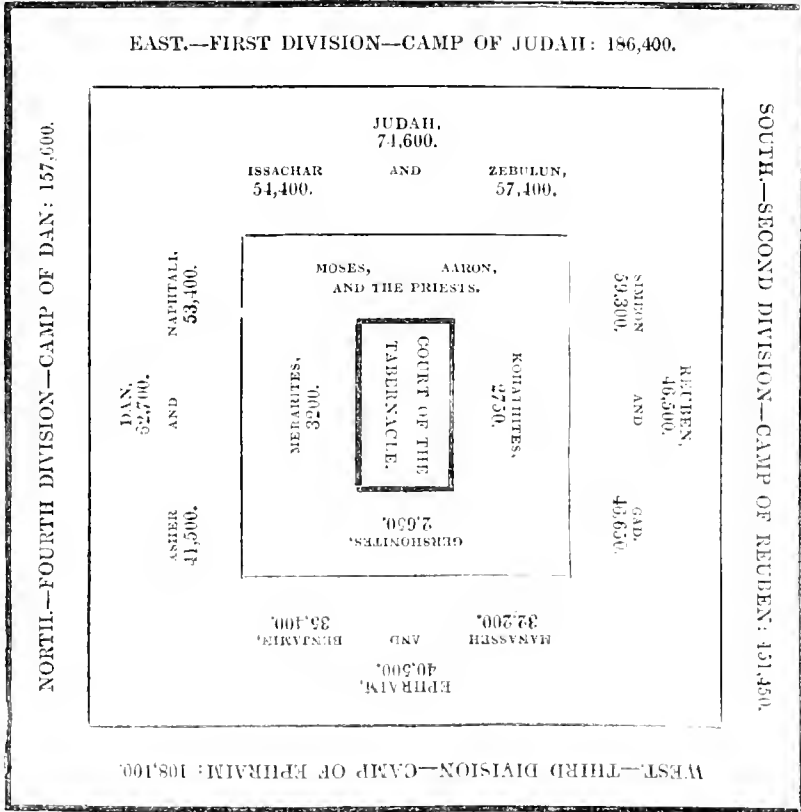 EAST.—FIRST DIVISION—CAMP OF JUDAH: 186,400.
JUDAH,
74,600.
ISSACHAR AND ZEBULUN,
54,400. 57,400.
MOSES, AARON,
AND THE PRIESTS.
COURT OF THE
TABERNACLE.
KOHATHITES,
2750.
GERSHONITES,
2,650.
MERARITES,
3200.
SOUTH.—SECOND DIVISION—CAMP OF REUBEN: 151,450.
REUBEN,
46,500.
SIMEON AND GAD,
59,300. 45,650.
WEST.—THIRD DIVISION—CAMP OF EPHRAIM: 108,100.
EPHRAIM,
40,500.
MANASSEH AND BENJAMIN,
32,200. 35,400.
NORTH.—FOURTH DIVISION—CAMP OF DAN: 157,600.
DAN,
62,700.
ASHER AND NAPHTALI,
41,500. 53,400.